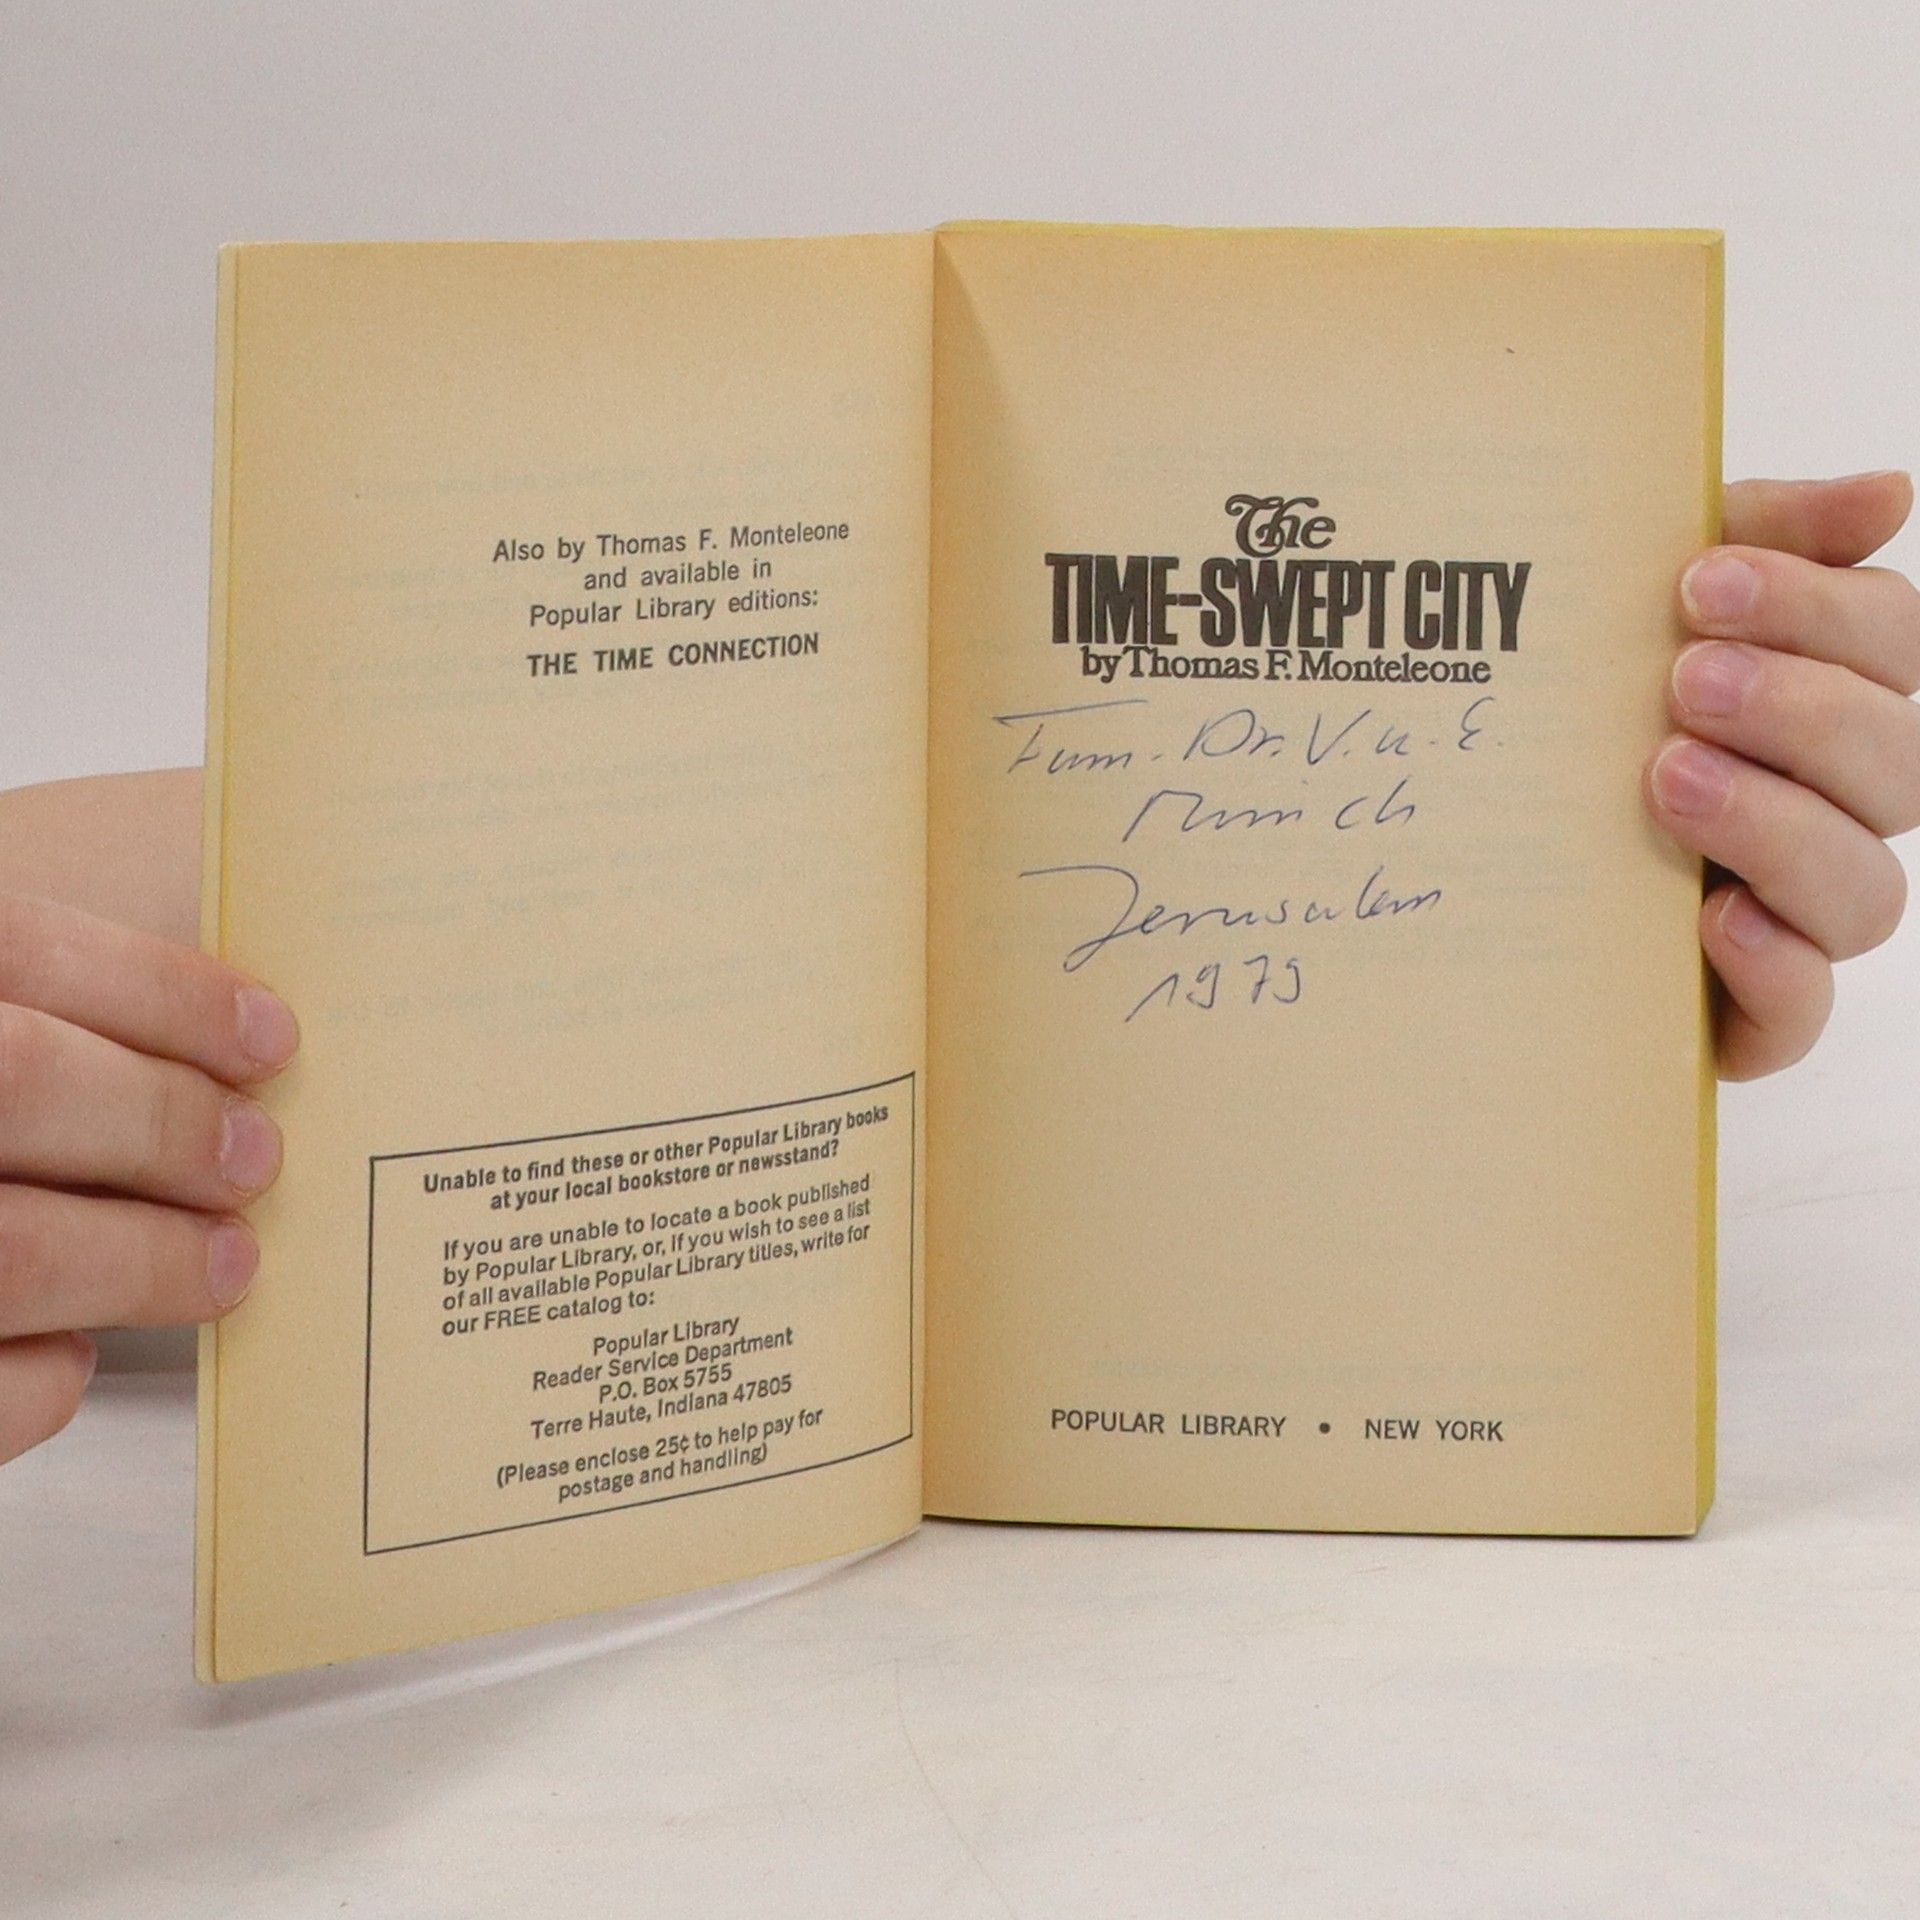 Also by Thomas F. Monteleone
and available in
Popular Library editions:
THE TIME CONNECTION
Unable to find these or other Popular Library books
at your local bookstore or newsstand?
If you are unable to locate a book published
by Popular Library, or, if you wish to see a list
of all available Popular Library titles, write for
our FREE catalog to:
Popular Library
Reader Service Department
P.O. Box 5755
Terre Haute, Indiana 47805
(Please enclose 25¢ to help pay for
postage and handling)
The
TIME-SWEPT CITY
by Thomas F. Monteleone
Dr. V. u. E.
Jerusalem
1979
POPULAR LIBRARY • NEW YORK